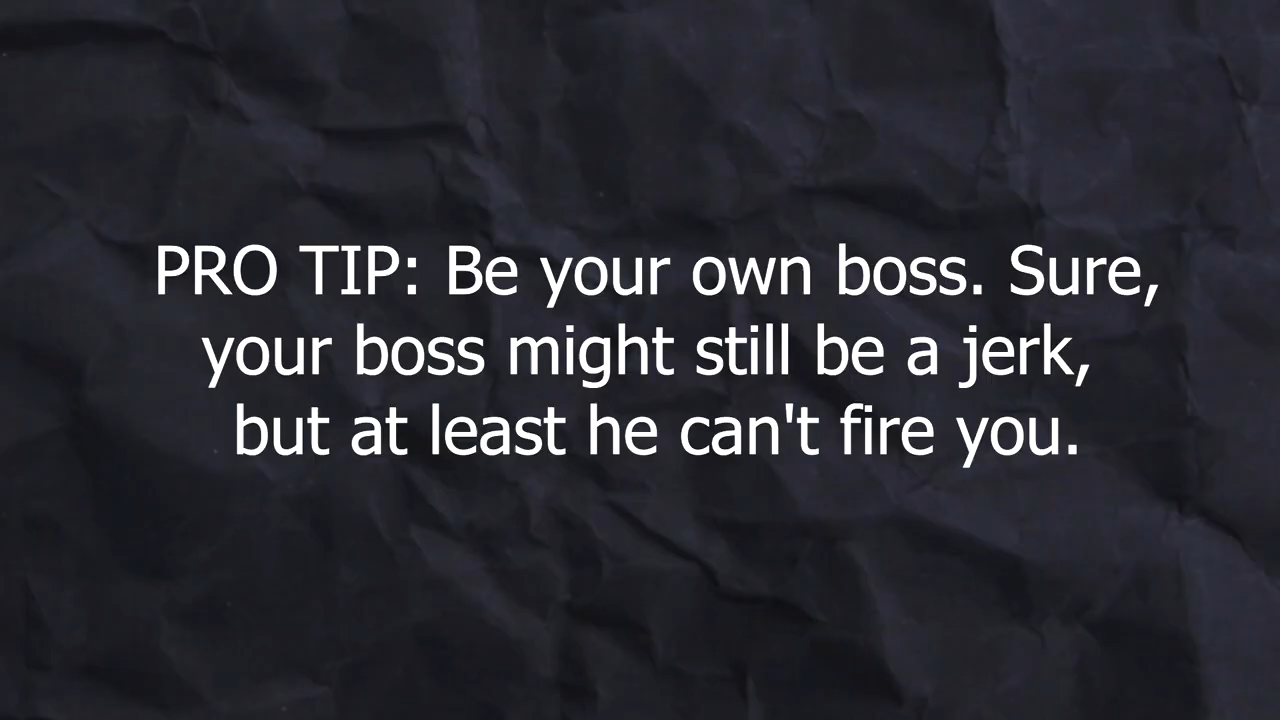 PRO TIP: Be your own boss. Sure,
your boss might still be a jerk,
but at least he can't fire you.